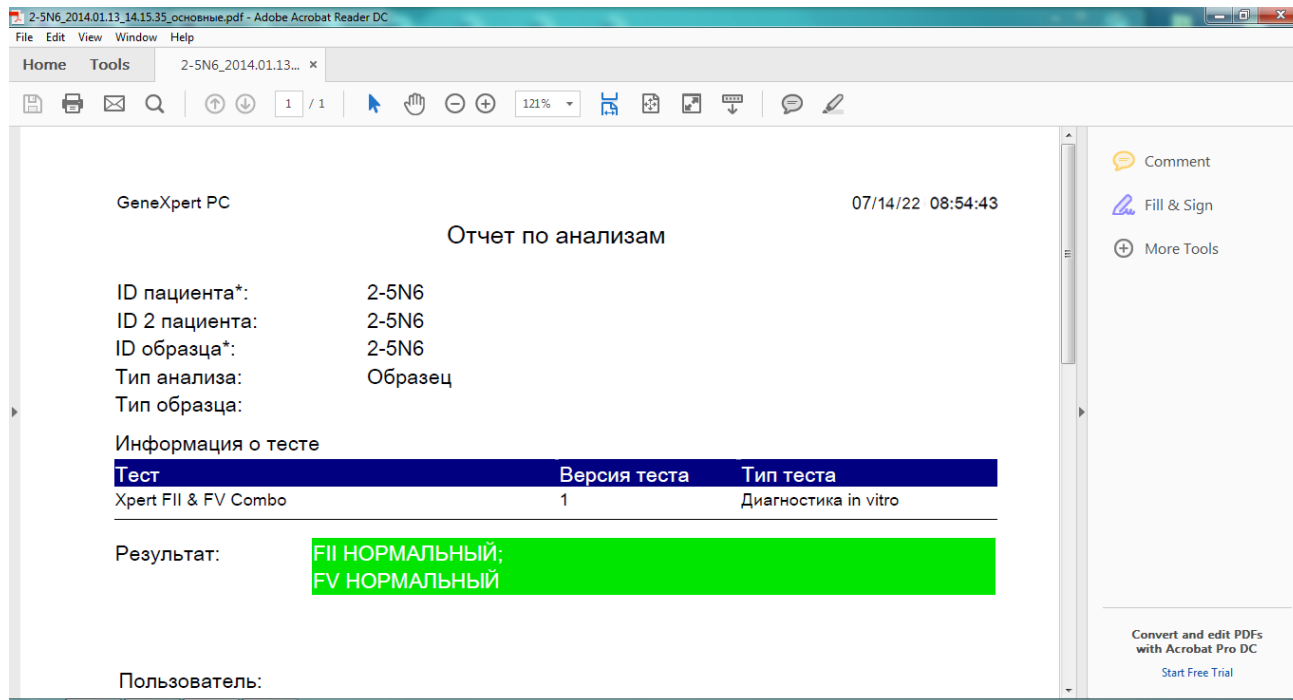 2-5N6_2014.01.13_14.15.35_основные.pdf - Adobe Acrobat Reader DC
File Edit View Window Help
Home Tools 2-5N6_2014.01.13... ×
1 / 1 121%
GeneXpert PC 07/14/22 08:54:43
Отчет по анализам
ID пациента*: 2-5N6
ID 2 пациента: 2-5N6
ID образца*: 2-5N6
Тип анализа: Образец
Тип образца:
Информация о тесте
Тест Версия теста Тип теста
Xpert FII & FV Combo 1 Диагностика in vitro
Результат: FII НОРМАЛЬНЫЙ;
FV НОРМАЛЬНЫЙ
Пользователь:
Comment
Fill & Sign
More Tools
Convert and edit PDFs
with Acrobat Pro DC
Start Free Trial